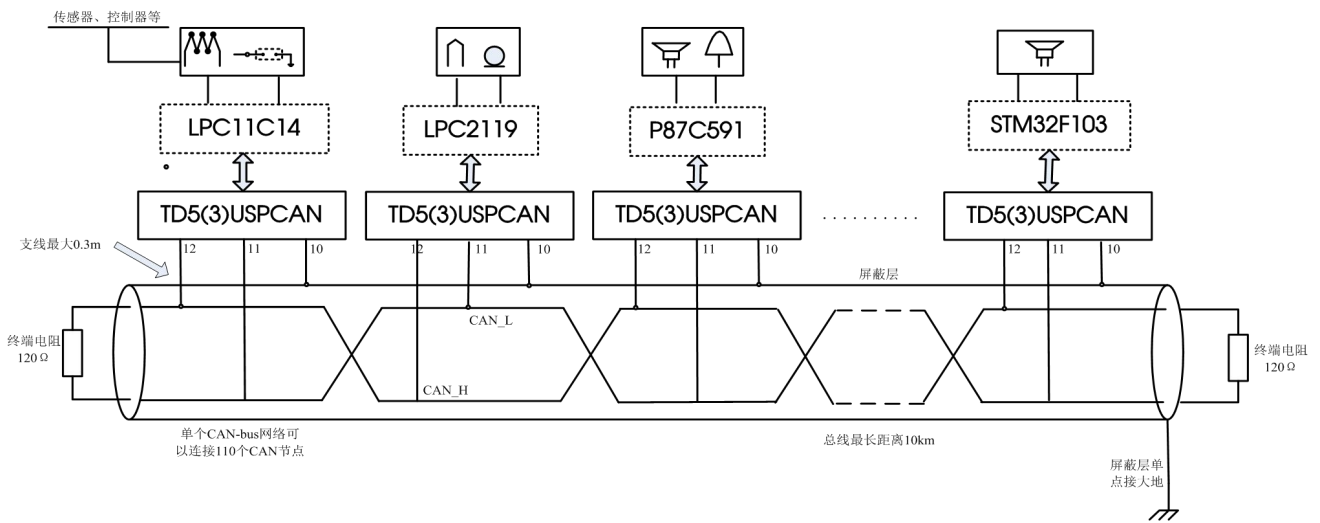 传感器、控制器等
LPC11C14
LPC2119
P87C591
STM32F103
TD5(3)USPCAN
TD5(3)USPCAN
TD5(3)USPCAN
..........
TD5(3)USPCAN
支线最大0.3m
12 11 10
12 11 10
12 11 10
12 11 10
屏蔽层
CAN_L
CAN_H
终端电阻
120Ω
终端电阻
120Ω
单个CAN-bus网络可
以连接110个CAN节点
总线最长距离10km
屏蔽层单
点接大地